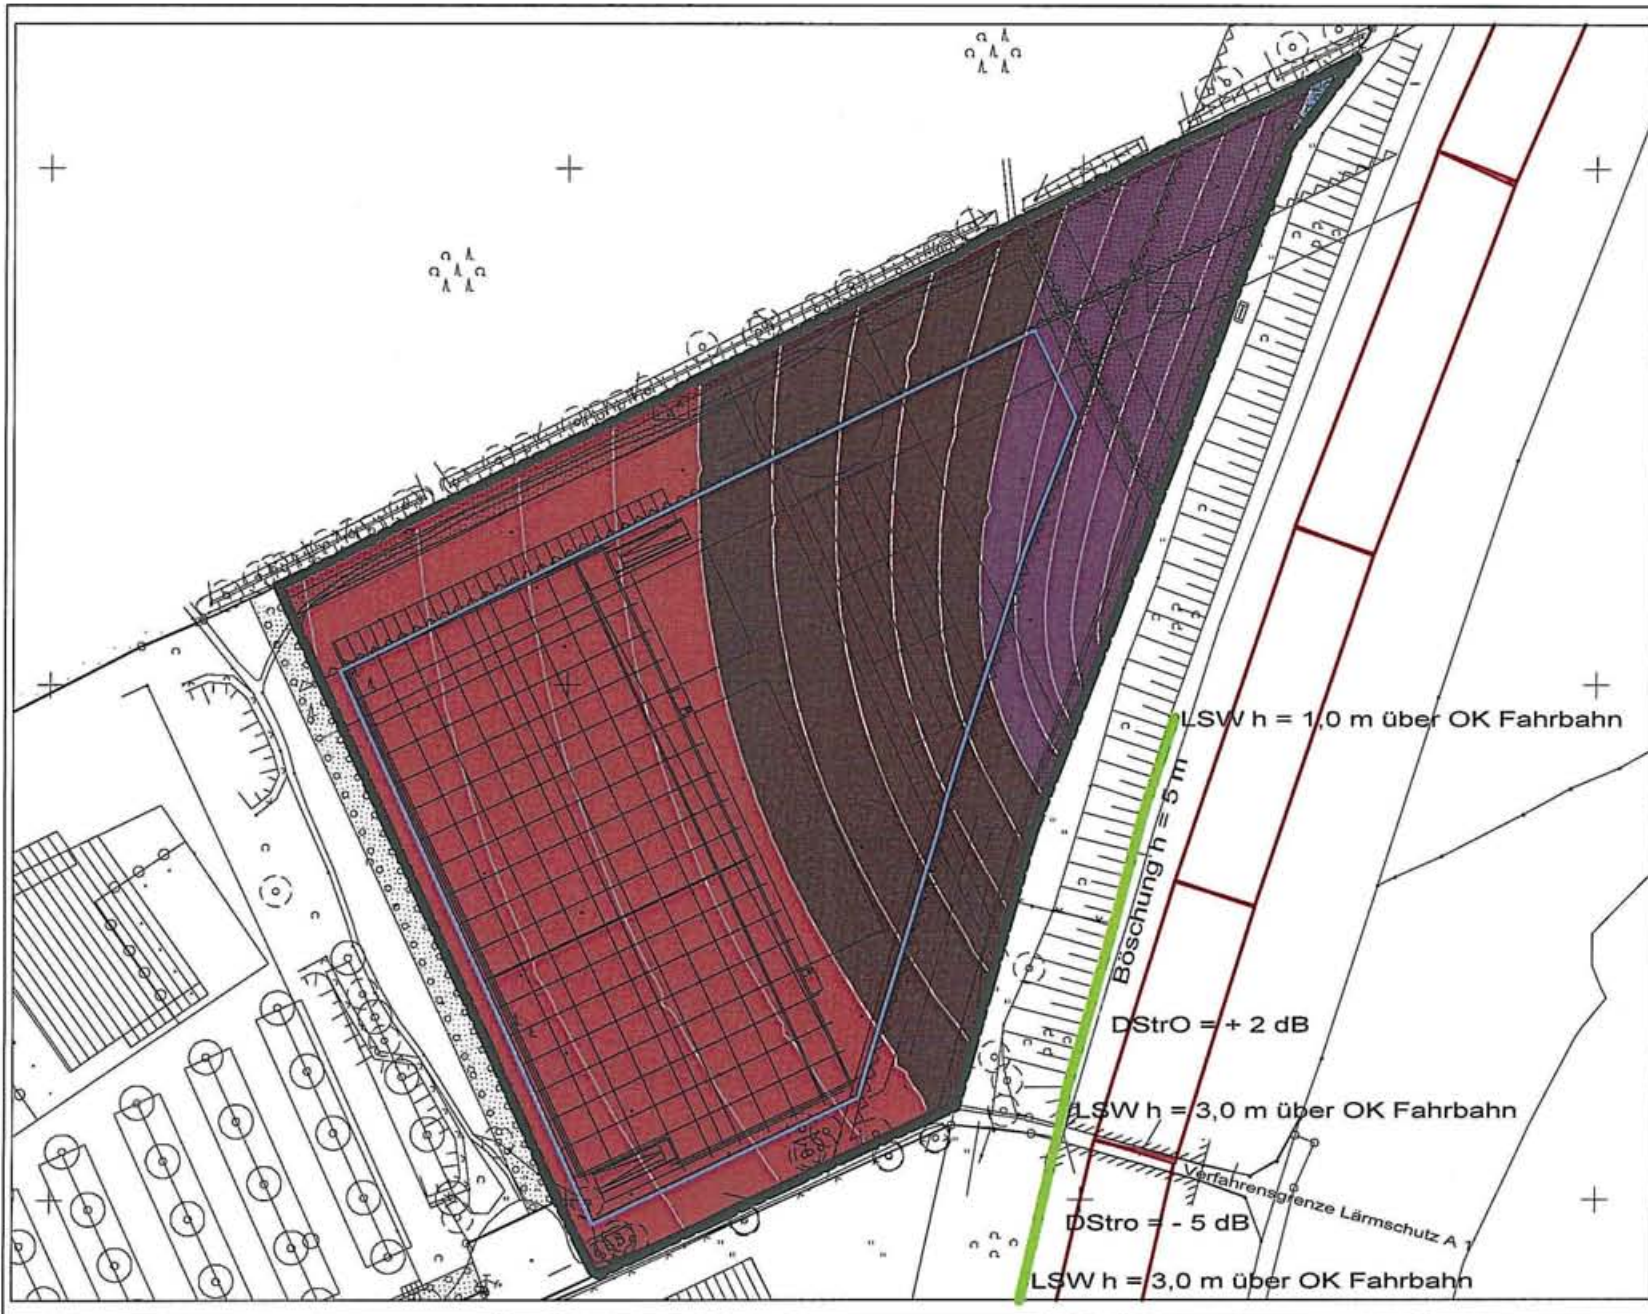 LSW h = 1,0 m über OK Fahrbahn
Böschung h = 5 m
DStrO = + 2 dB
LSW h = 3,0 m über OK Fahrbahn
Verfahrensgrenze Lärmschutz A 1
DStro = - 5 dB
LSW h = 3,0 m über OK Fahrbahn